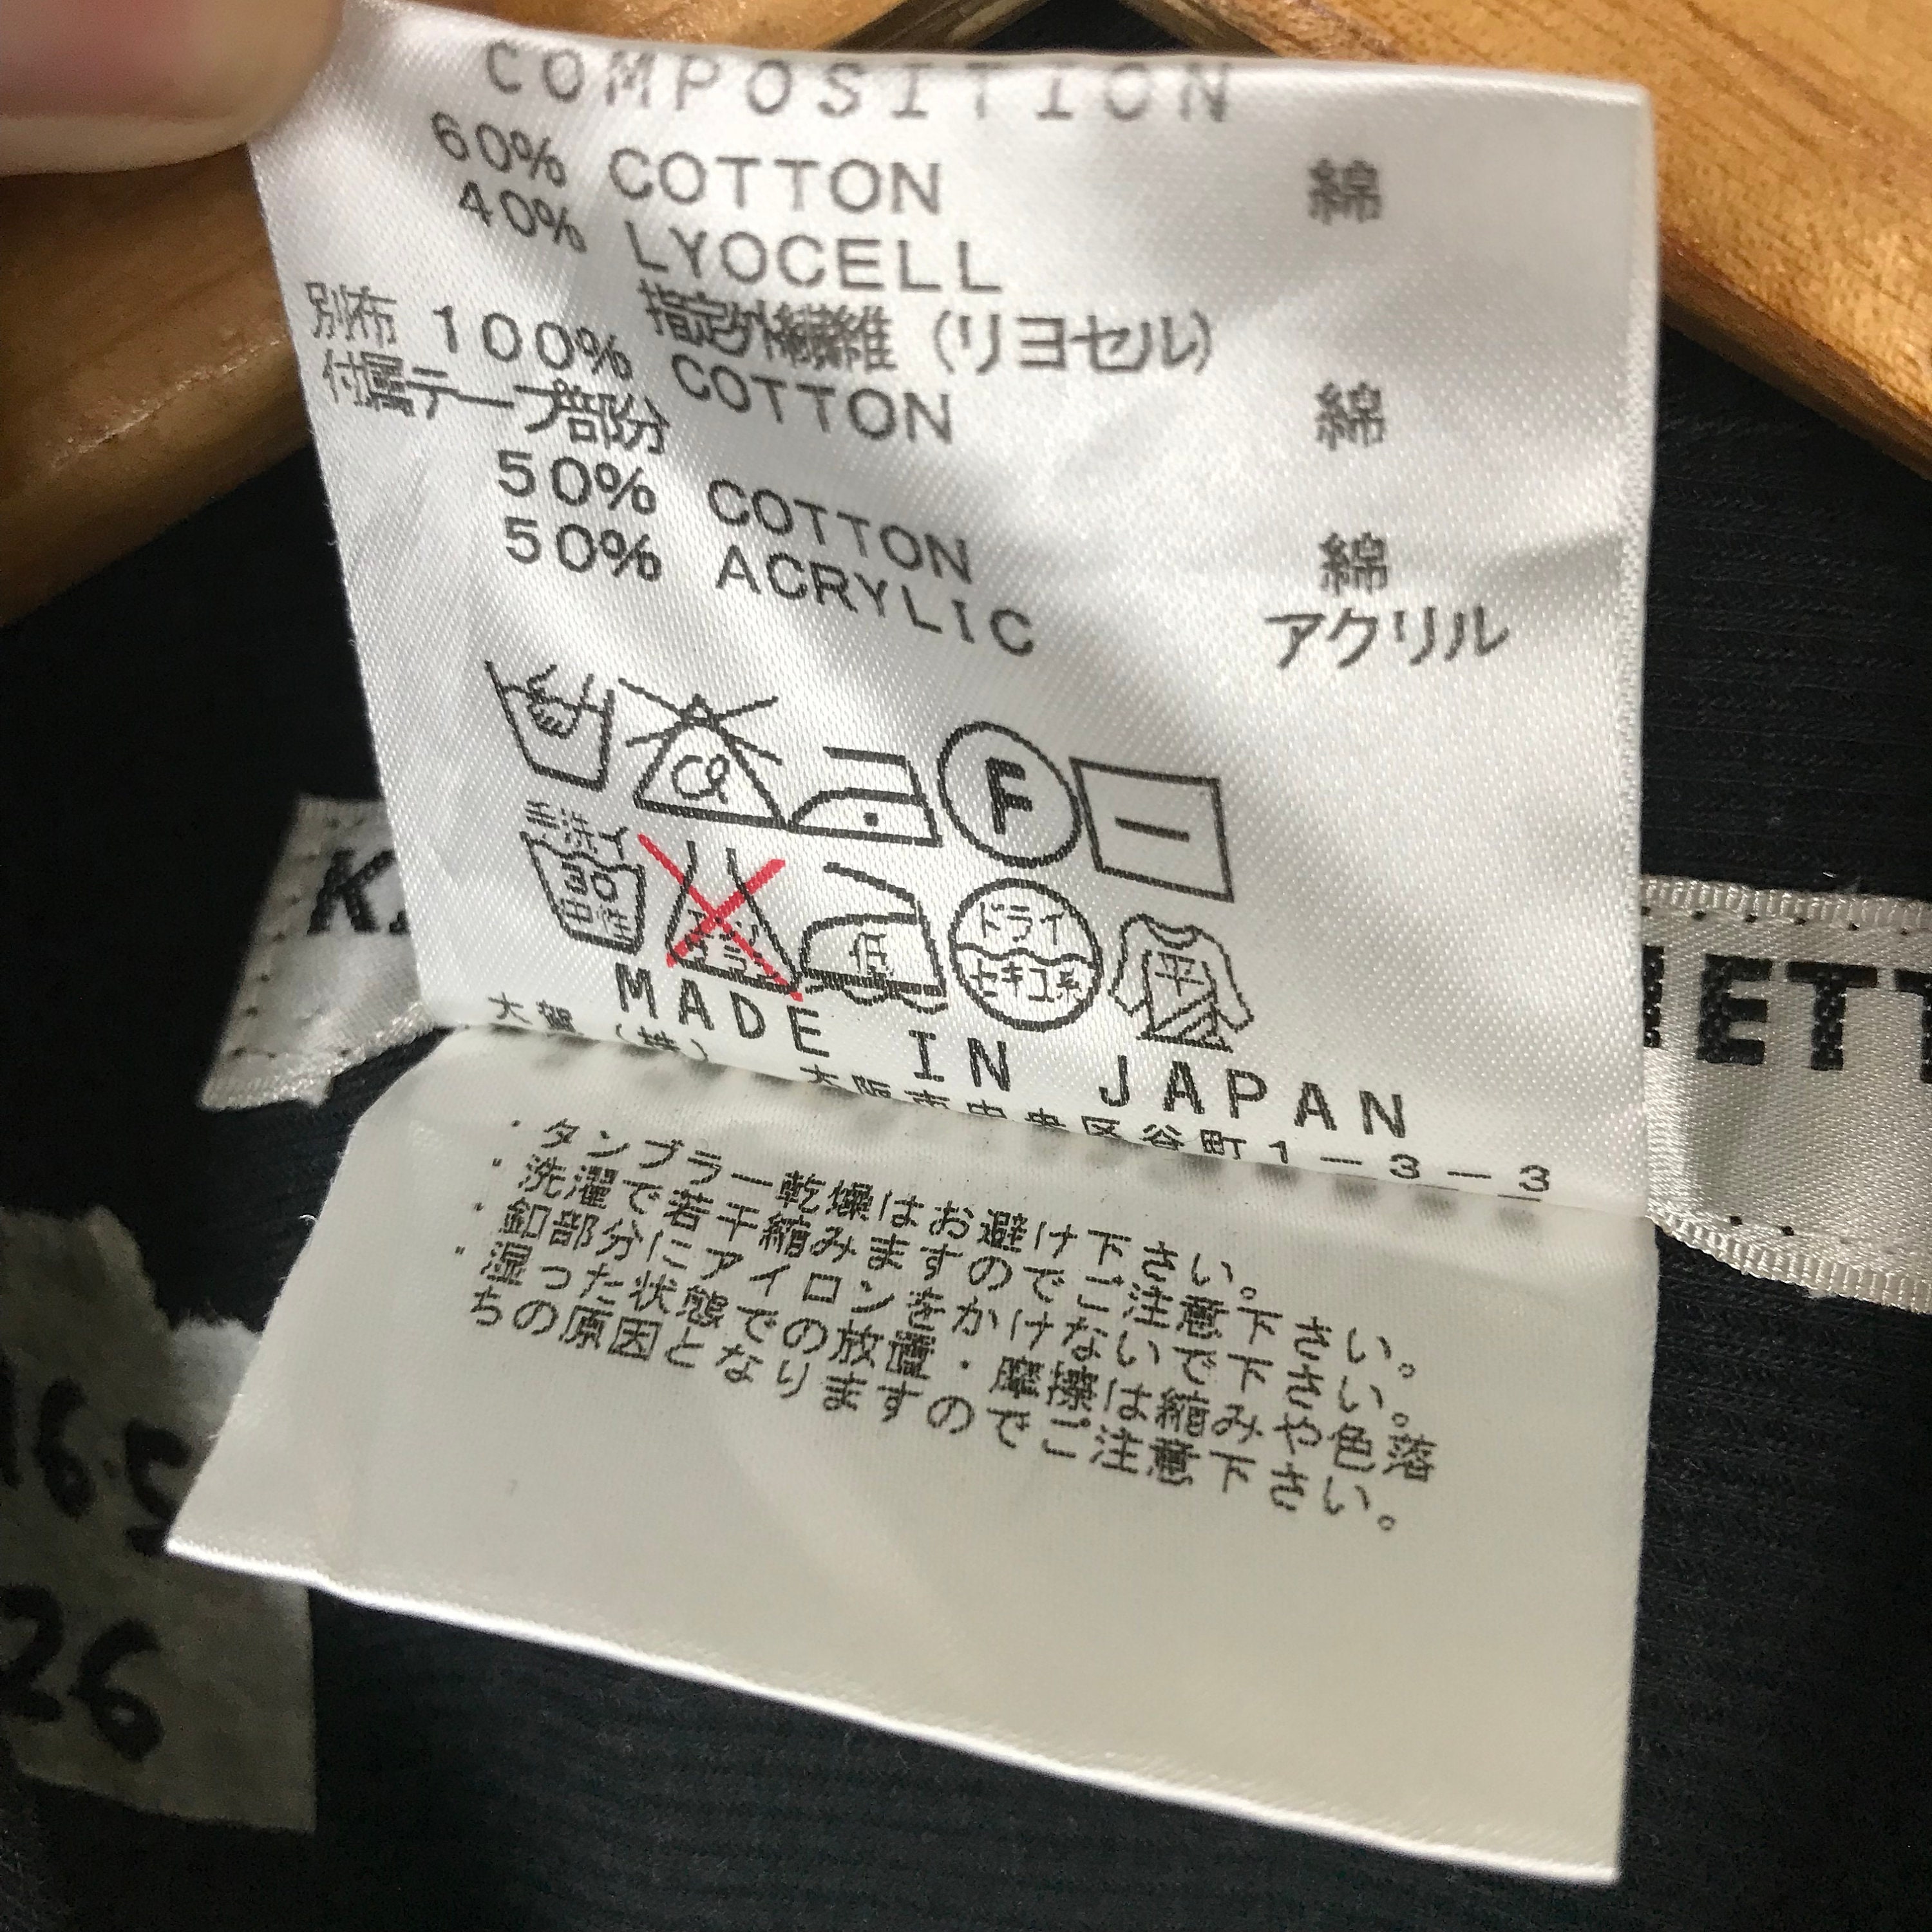 COMPOSITION
60% COTTON 綿
40% LYOCELL
指定外繊維（リヨセル）
別布 100% COTTON 綿
付属テープ部分
50% COTTON 綿
50% ACRYLIC アクリル
F
30
低
ドライ
セキユ系
平
MADE IN JAPAN
大賀（株） 大阪市中央区谷町1－3－3
・タンブラー乾燥はお避け下さい。
・洗濯で若干縮みますのでご注意下さい。
・釦部分にアイロンをかけないで下さい。
・湿った状態での放置・摩擦は縮みや色落
ちの原因となりますのでご注意下さい。
ETT
16.5
26